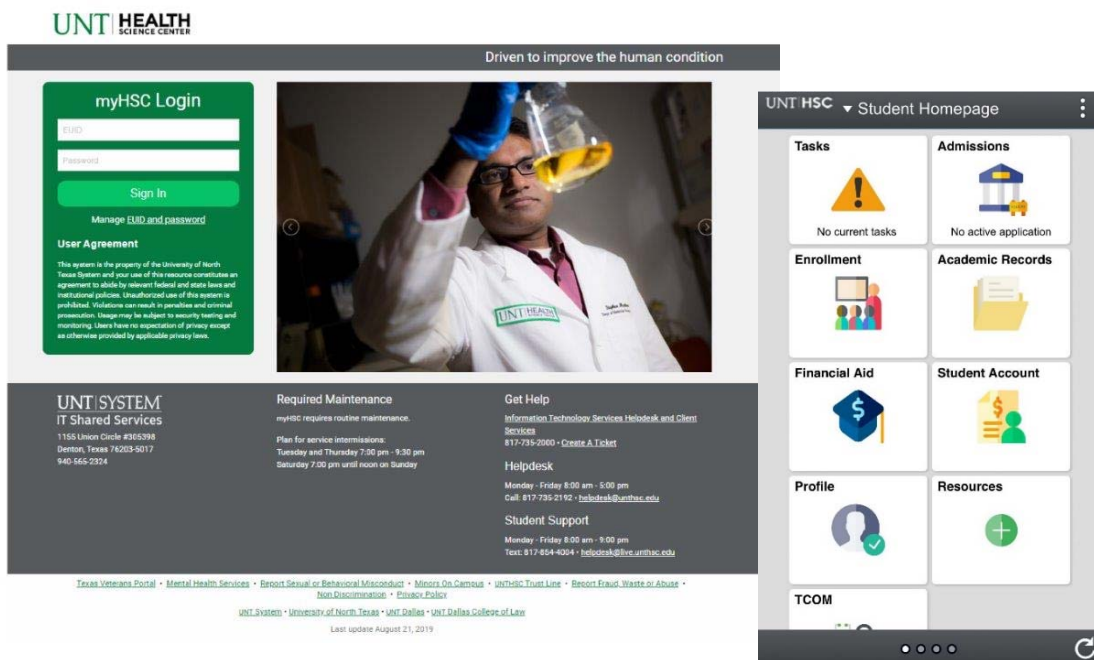 UNT HEALTH
SCIENCE CENTER
Driven to improve the human condition
myHSC Login
EUID
Password
Sign In
Manage EUID and password
User Agreement
This system is the property of the University of North
Texas System and your use of this resource constitutes an
agreement to abide by relevant federal and state laws and
institutional policies. Unauthorized use of this system is
prohibited. Violations can result in penalties and criminal
prosecution. Usage may be subject to security testing and
monitoring. Users have no expectation of privacy except
as otherwise provided by applicable privacy laws.
UNT HEALTH
UNT SYSTEM
IT Shared Services
1155 Union Circle #305398
Denton, Texas 76203-5017
940-565-2324
Required Maintenance
myHSC requires routine maintenance.
Plan for service intermissions:
Tuesday and Thursday 7:00 pm - 9:30 pm
Saturday 7:00 pm until noon on Sunday
Get Help
Information Technology Services Helpdesk and Client
Services
817-735-2000 • Create A Ticket
Helpdesk
Monday - Friday 8:00 am - 5:00 pm
Call: 817-735-2192 • helpdesk@unthsc.edu
Student Support
Monday - Friday 8:00 am - 9:00 pm
Text: 817-854-4004 • helpdesk@live.unthsc.edu
Texas Veterans Portal • Mental Health Services • Report Sexual or Behavioral Misconduct • Minors On Campus • UNTHSC Trust Line • Report Fraud, Waste or Abuse •
Non Discrimination • Privacy Policy
UNT System • University of North Texas • UNT Dallas • UNT Dallas College of Law
Last update August 21, 2019
UNT HSC Student Homepage
Tasks
No current tasks
Admissions
No active application
Enrollment
Academic Records
Financial Aid
Student Account
Profile
Resources
TCOM